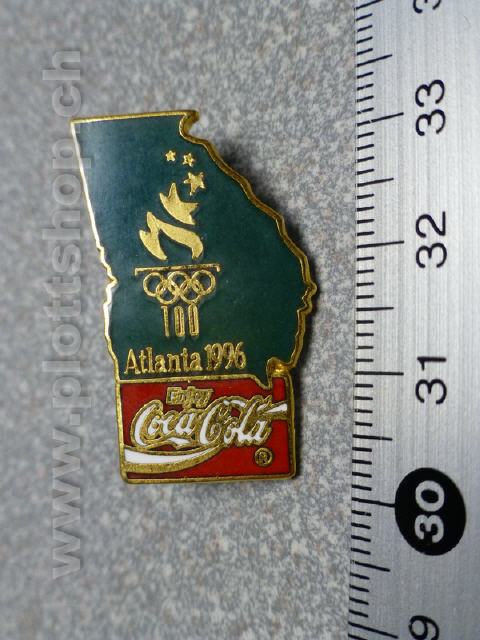 www.plottshop.ch
100
Atlanta 1996
Enjoy
Coca-Cola
®
33
32
31
30